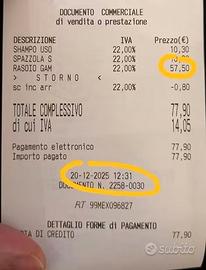 DOCUMENTO COMMERCIALE
di vendita o prestazione
DESCRIZIONE IVA Prezzo(€)
SHAMPO USO 22,00% 10,30
SPAZZOLA S 22,00%
RASOIO GAM 22,00% 57,50
> STORNO <
sc inc arr 22,00% -0,80
TOTALE COMPLESSIVO 77,90
di cui IVA 14,05
Pagamento elettronico 77,90
Importo pagato 77,90
20-12-2025 12:31
DOCUMENTO N. 2258-0030
RT 99MEX096827
DETTAGLIO FORME di PAGAMENTO
DI CREDITO 77,90
Subito